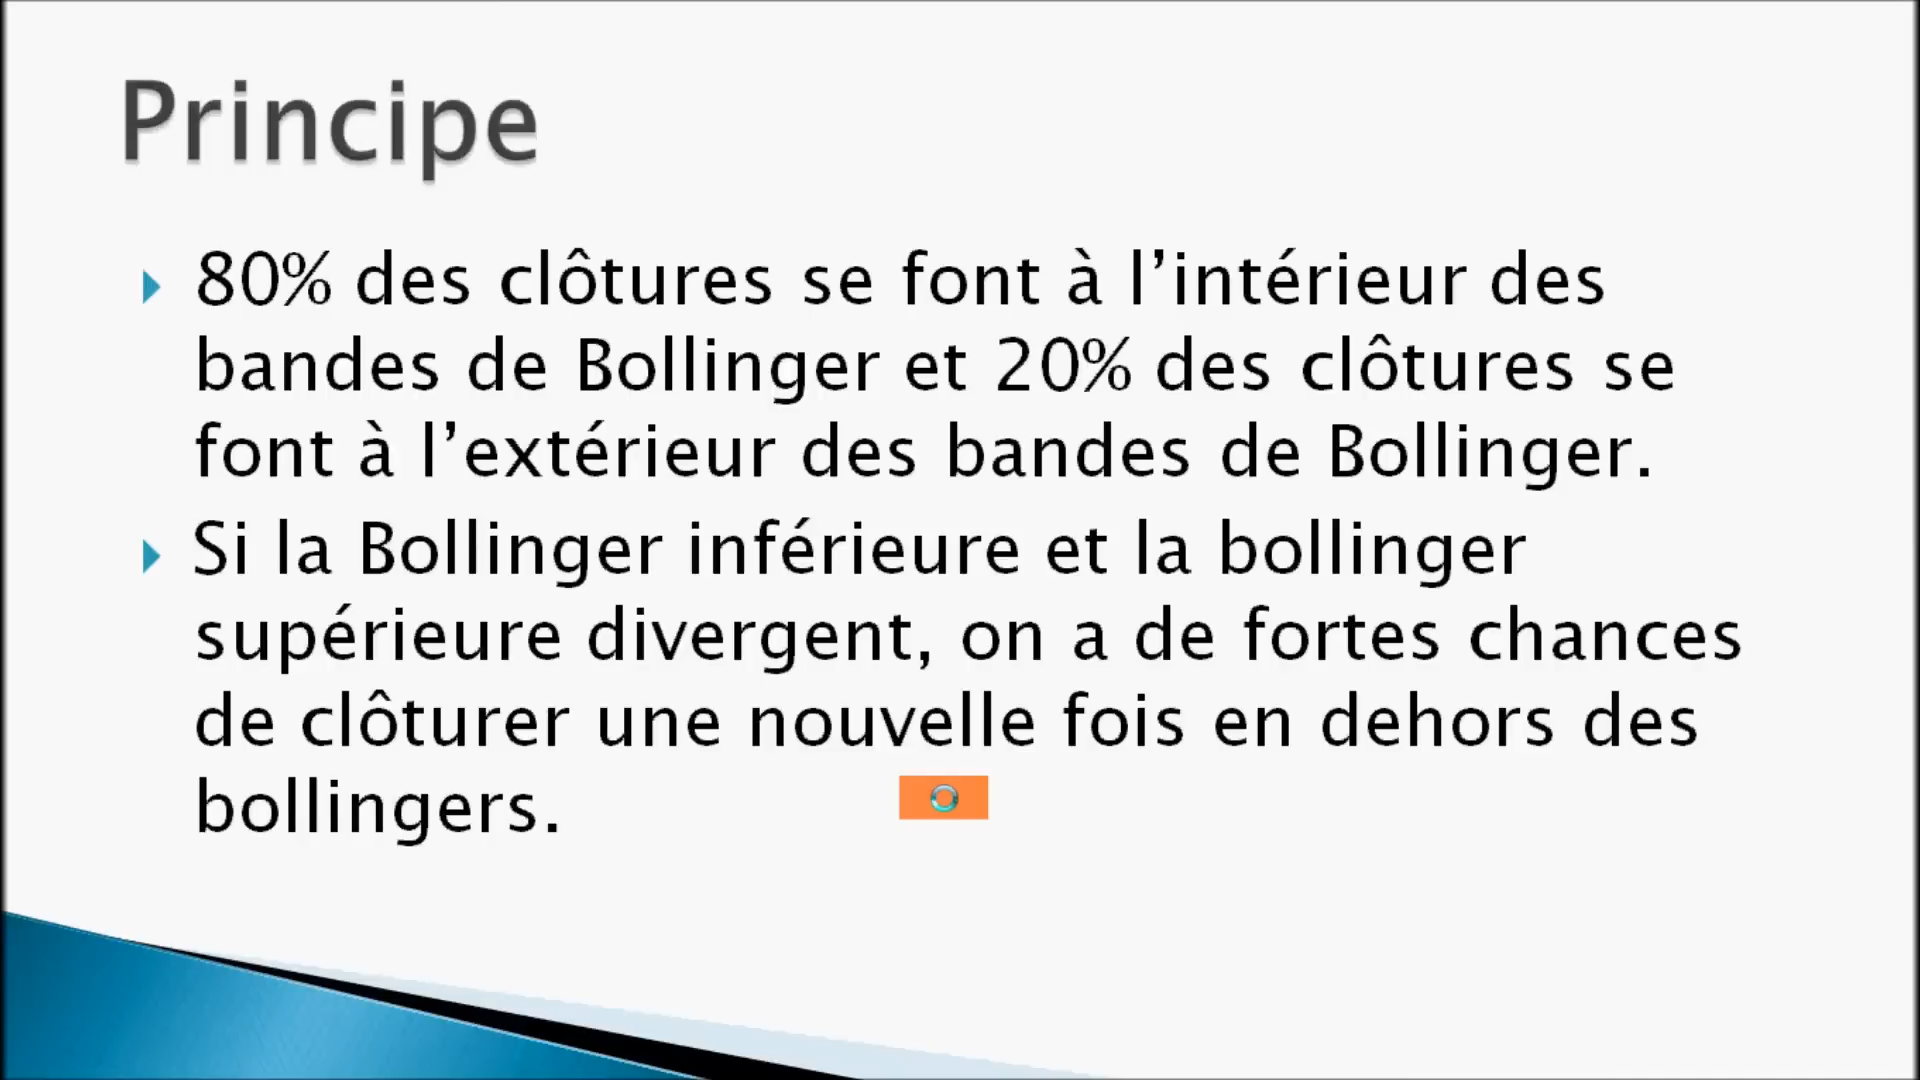 Principe
80% des clôtures se font à l’intérieur des
bandes de Bollinger et 20% des clôtures se
font à l’extérieur des bandes de Bollinger.
Si la Bollinger inférieure et la bollinger
supérieure divergent, on a de fortes chances
de clôturer une nouvelle fois en dehors des
bollingers.